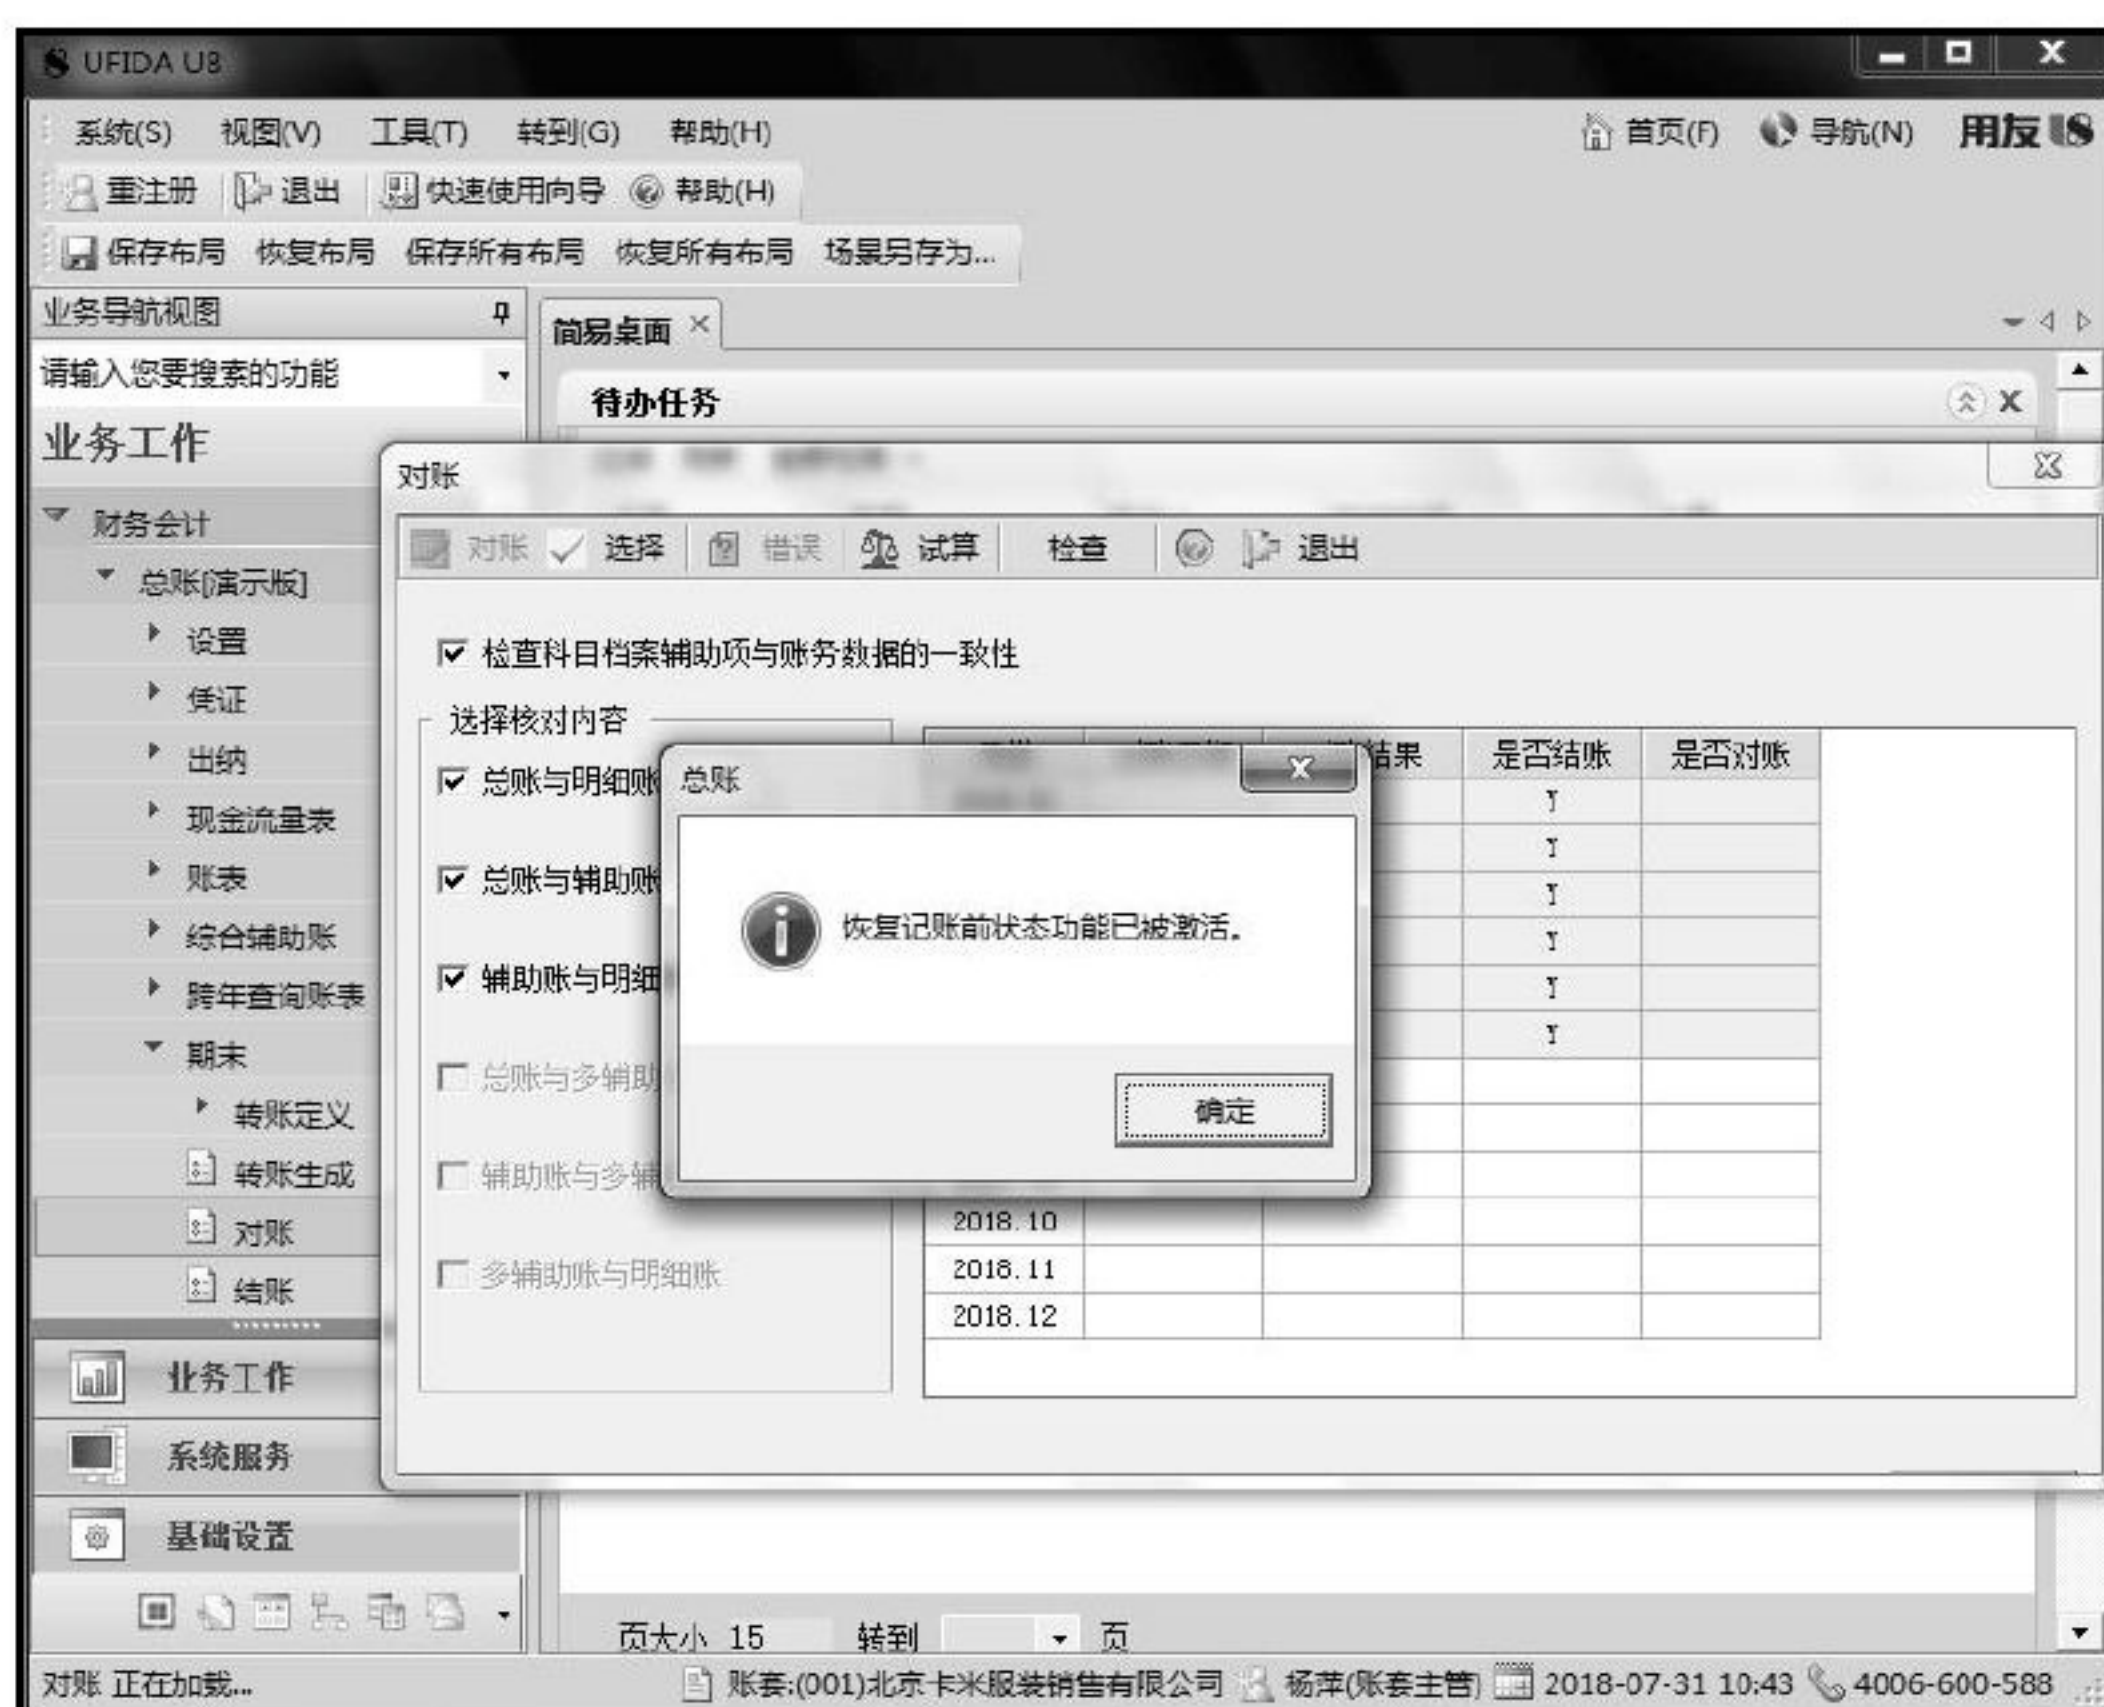 UFIDA U8
系统(S) 视图(V) 工具(T) 转到(G) 帮助(H) 首页(F) 导航(N) 用友U8
重注册 退出 快速使用向导 帮助(H)
保存布局 恢复布局 保存所有布局 恢复所有布局 场景另存为...
业务导航视图
简易桌面
请输入您要搜索的功能
待办任务
业务工作
对账
财务会计
对账 选择 错误 试算 检查 退出
总账[演示版]
设置
检查科目档案辅助项与账务数据的一致性
凭证
选择核对内容
结果 是否结账 是否对账
出纳
总账与明细账
总账
Y
现金流量表
Y
账表
总账与辅助账
Y
综合辅助账
恢复记账前状态功能已被激活。
Y
跨年查询账表
辅助账与明细
Y
期末
Y
总账与多辅助
转账定义
确定
转账生成
辅助账与多辅
对账
2018.10
结账
多辅助账与明细账
2018.11
2018.12
业务工作
系统服务
基础设置
页大小 15 转到 页
对账 正在加载... 账套:(001)北京卡米服装销售有限公司 杨萍(账套主管) 2018-07-31 10:43 4006-600-588